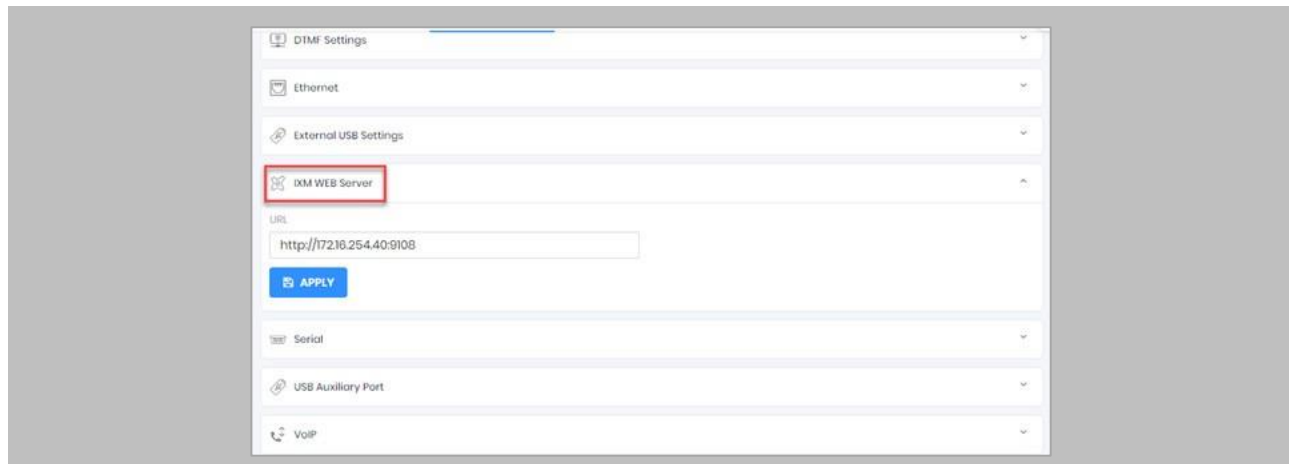 DTMF Settings
Ethernet
External USB Settings
IXM WEB Server
URL
http://172.16.254.40:9108
APPLY
Serial
USB Auxiliary Port
VoIP